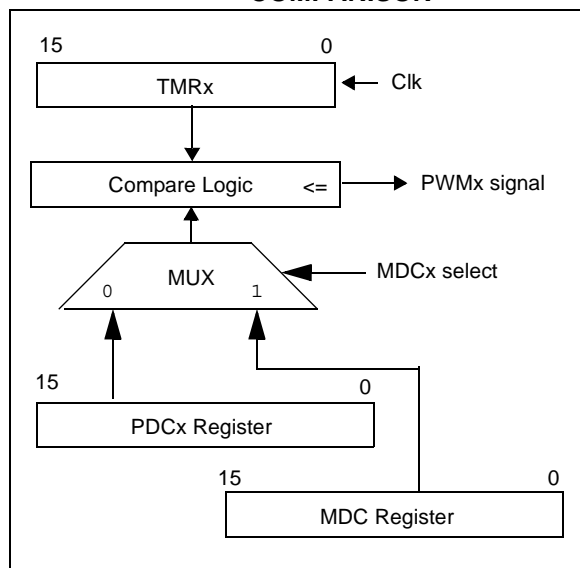 COMPARISON
15 0
TMRx
Clk
Compare Logic <=
PWMx signal
MUX
0 1
MDCx select
15 0
PDCx Register
15 0
MDC Register